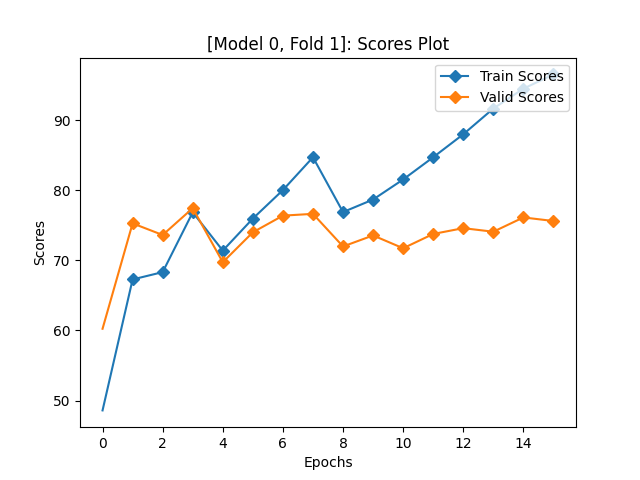 [Model 0, Fold 1]: Scores Plot
Train Scores
Valid Scores
90
80
70
60
50
Scores
0 2 4 6 8 10 12 14
Epochs